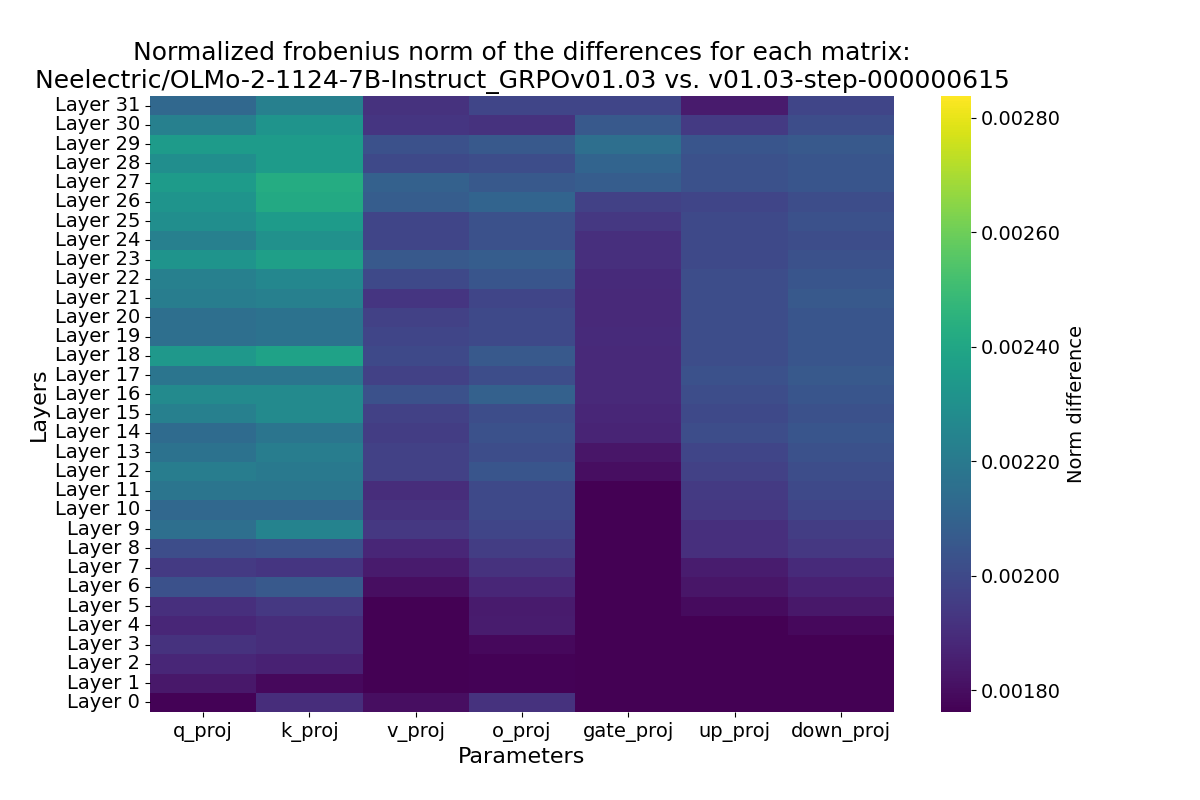 Normalized frobenius norm of the differences for each matrix:
Neelectric/OLMo-2-1124-7B-Instruct_GRPOv01.03 vs. v01.03-step-000000615
Layers
Layer 31
Layer 30
Layer 29
Layer 28
Layer 27
Layer 26
Layer 25
Layer 24
Layer 23
Layer 22
Layer 21
Layer 20
Layer 19
Layer 18
Layer 17
Layer 16
Layer 15
Layer 14
Layer 13
Layer 12
Layer 11
Layer 10
Layer 9
Layer 8
Layer 7
Layer 6
Layer 5
Layer 4
Layer 3
Layer 2
Layer 1
Layer 0
q_proj k_proj v_proj o_proj gate_proj up_proj down_proj
Parameters
0.00280
0.00260
0.00240
0.00220
0.00200
0.00180
Norm difference